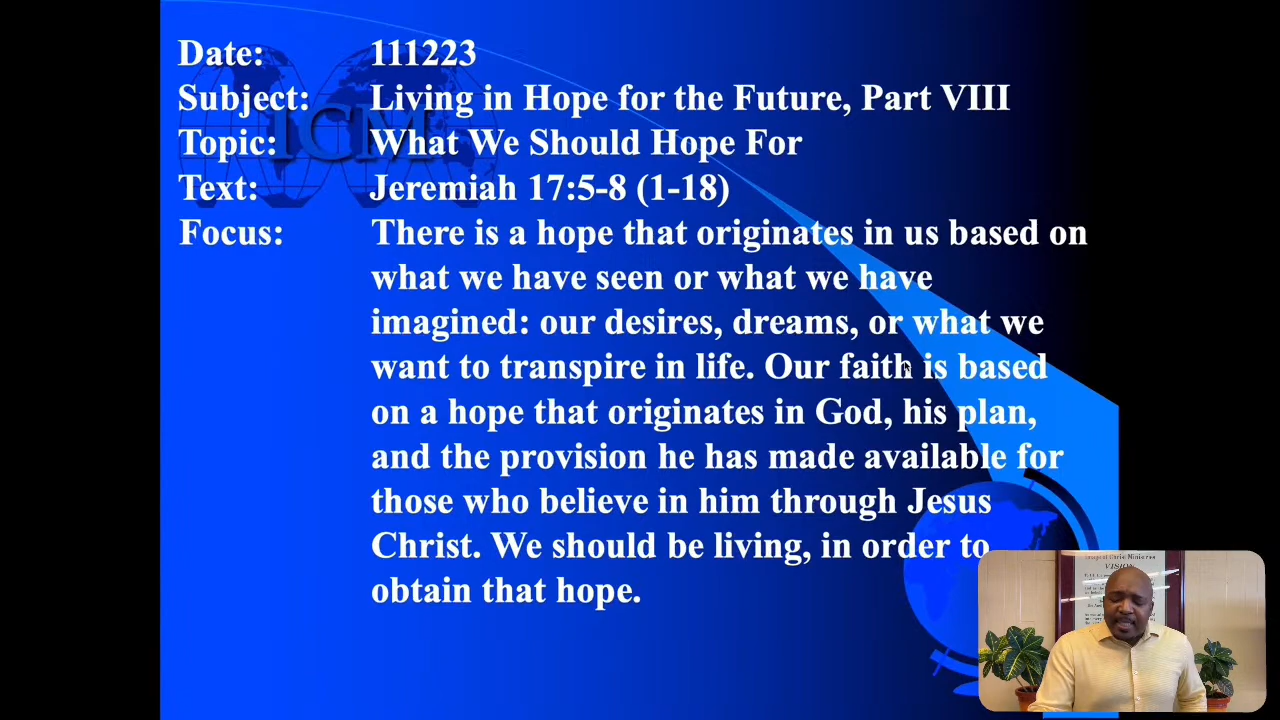 Date: 111223
Subject: Living in Hope for the Future, Part VIII
Topic: What We Should Hope For
Text: Jeremiah 17:5-8 (1-18)
Focus: There is a hope that originates in us based on
what we have seen or what we have
imagined: our desires, dreams, or what we
want to transpire in life. Our faith is based
on a hope that originates in God, his plan,
and the provision he has made available for
those who believe in him through Jesus
Christ. We should be living, in order to
obtain that hope.
ICM
VISION